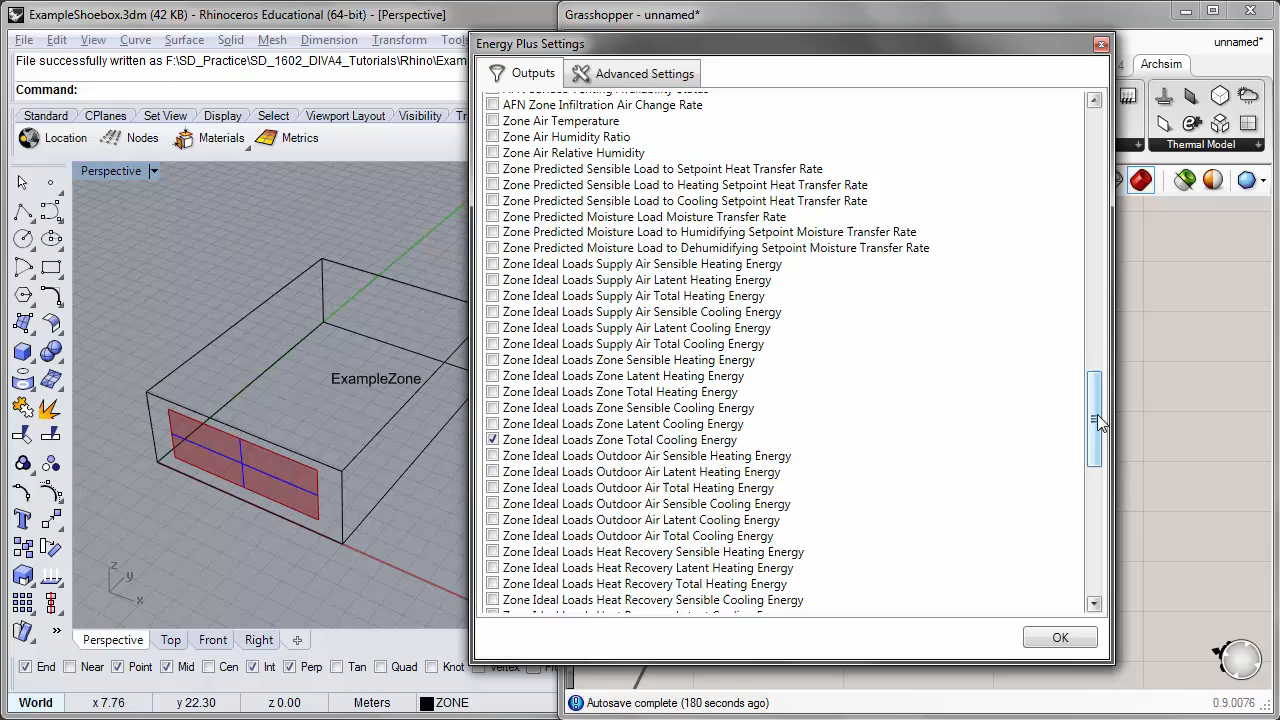 ExampleShoebox.3dm (42 KB) - Rhinoceros Educational (64-bit) - [Perspective]
Grasshopper - unnamed*
File Edit View Curve Surface Solid Mesh Dimension Transform
unnamed*
File successfully written as F:\SD_Practice\SD_1602_DIVA4_Tutorials\Rhino\Exam
Command:
Standard CPlanes Set View Display Select Viewport Layout Visibility
Location Nodes Materials Metrics
Perspective
ExampleZone
z y x
Perspective Top Front Right
End Near Point Mid Cen Int Perp Tan Quad Knot
World x 7.76 y 22.30 z 0.00 Meters ZONE
Energy Plus Settings
Outputs Advanced Settings
AFN Zone Infiltration Air Change Rate
Zone Air Temperature
Zone Air Humidity Ratio
Zone Air Relative Humidity
Zone Predicted Sensible Load to Setpoint Heat Transfer Rate
Zone Predicted Sensible Load to Heating Setpoint Heat Transfer Rate
Zone Predicted Sensible Load to Cooling Setpoint Heat Transfer Rate
Zone Predicted Moisture Load Moisture Transfer Rate
Zone Predicted Moisture Load to Humidifying Setpoint Moisture Transfer Rate
Zone Predicted Moisture Load to Dehumidifying Setpoint Moisture Transfer Rate
Zone Ideal Loads Supply Air Sensible Heating Energy
Zone Ideal Loads Supply Air Latent Heating Energy
Zone Ideal Loads Supply Air Total Heating Energy
Zone Ideal Loads Supply Air Sensible Cooling Energy
Zone Ideal Loads Supply Air Latent Cooling Energy
Zone Ideal Loads Supply Air Total Cooling Energy
Zone Ideal Loads Zone Sensible Heating Energy
Zone Ideal Loads Zone Latent Heating Energy
Zone Ideal Loads Zone Total Heating Energy
Zone Ideal Loads Zone Sensible Cooling Energy
Zone Ideal Loads Zone Latent Cooling Energy
Zone Ideal Loads Zone Total Cooling Energy
Zone Ideal Loads Outdoor Air Sensible Heating Energy
Zone Ideal Loads Outdoor Air Latent Heating Energy
Zone Ideal Loads Outdoor Air Total Heating Energy
Zone Ideal Loads Outdoor Air Sensible Cooling Energy
Zone Ideal Loads Outdoor Air Latent Cooling Energy
Zone Ideal Loads Outdoor Air Total Cooling Energy
Zone Ideal Loads Heat Recovery Sensible Heating Energy
Zone Ideal Loads Heat Recovery Latent Heating Energy
Zone Ideal Loads Heat Recovery Total Heating Energy
Zone Ideal Loads Heat Recovery Sensible Cooling Energy
OK
4 Archsim
Thermal Model
Autosave complete (180 seconds ago)
0.9.0076